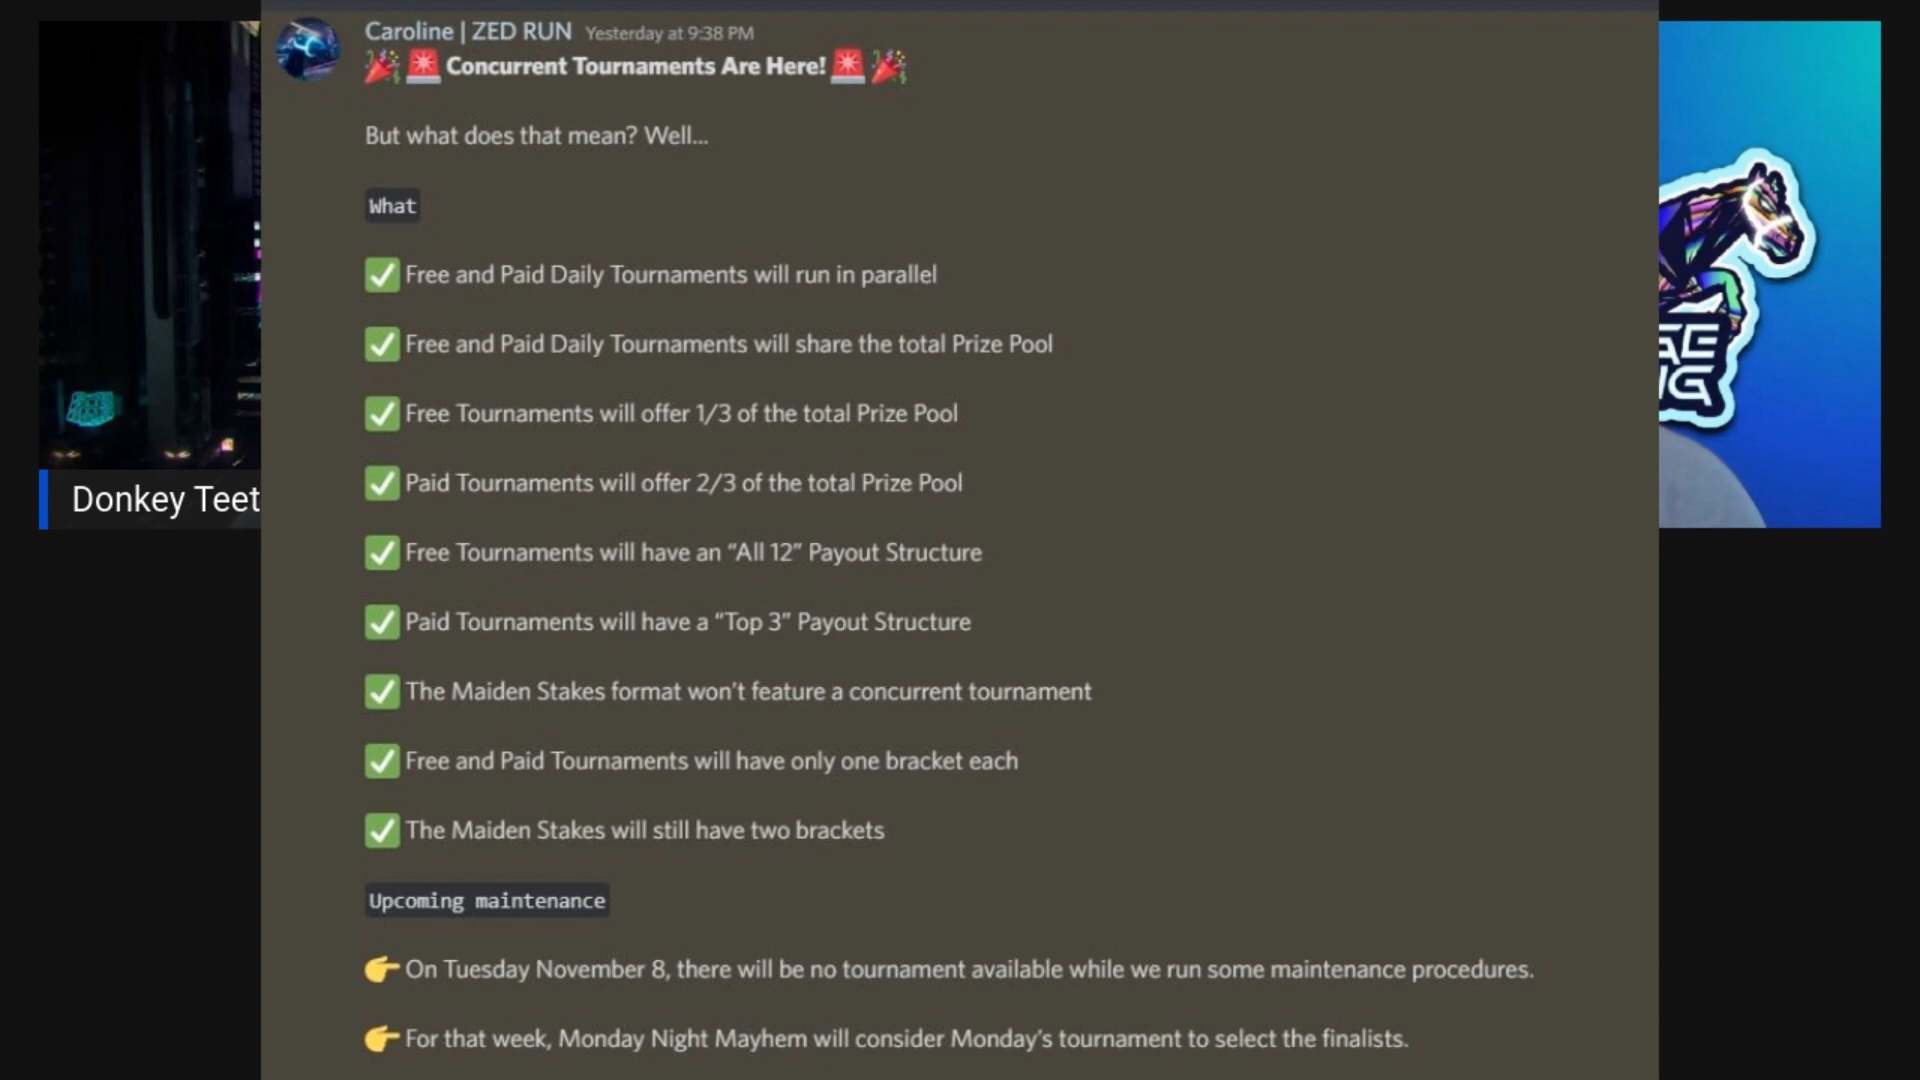 Caroline | ZED RUN Yesterday at 9:38 PM
Concurrent Tournaments Are Here!
But what does that mean? Well...
What
Free and Paid Daily Tournaments will run in parallel
Free and Paid Daily Tournaments will share the total Prize Pool
Free Tournaments will offer 1/3 of the total Prize Pool
Paid Tournaments will offer 2/3 of the total Prize Pool
Free Tournaments will have an “All 12” Payout Structure
Paid Tournaments will have a “Top 3” Payout Structure
The Maiden Stakes format won't feature a concurrent tournament
Free and Paid Tournaments will have only one bracket each
The Maiden Stakes will still have two brackets
Upcoming maintenance
On Tuesday November 8, there will be no tournament available while we run some maintenance procedures.
For that week, Monday Night Mayhem will consider Monday's tournament to select the finalists.
Donkey Teet